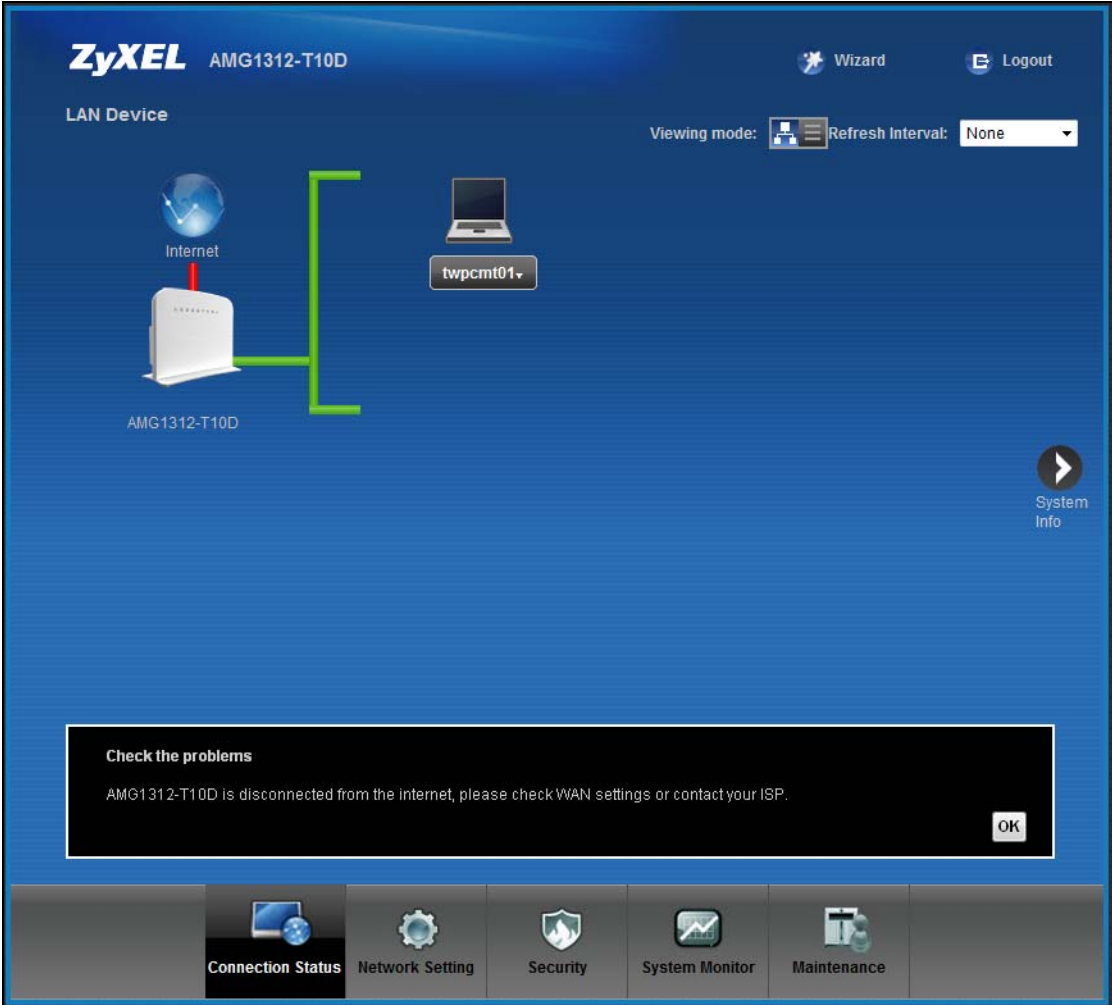 ZyXEL AMG1312-T10D
Wizard
Logout
LAN Device
Viewing mode:
Refresh Interval:
None
Internet
twpcmt01
AMG1312-T10D
System
Info
Check the problems
AMG1312-T10D is disconnected from the internet, please check WAN settings or contact your ISP.
OK
Connection Status
Network Setting
Security
System Monitor
Maintenance